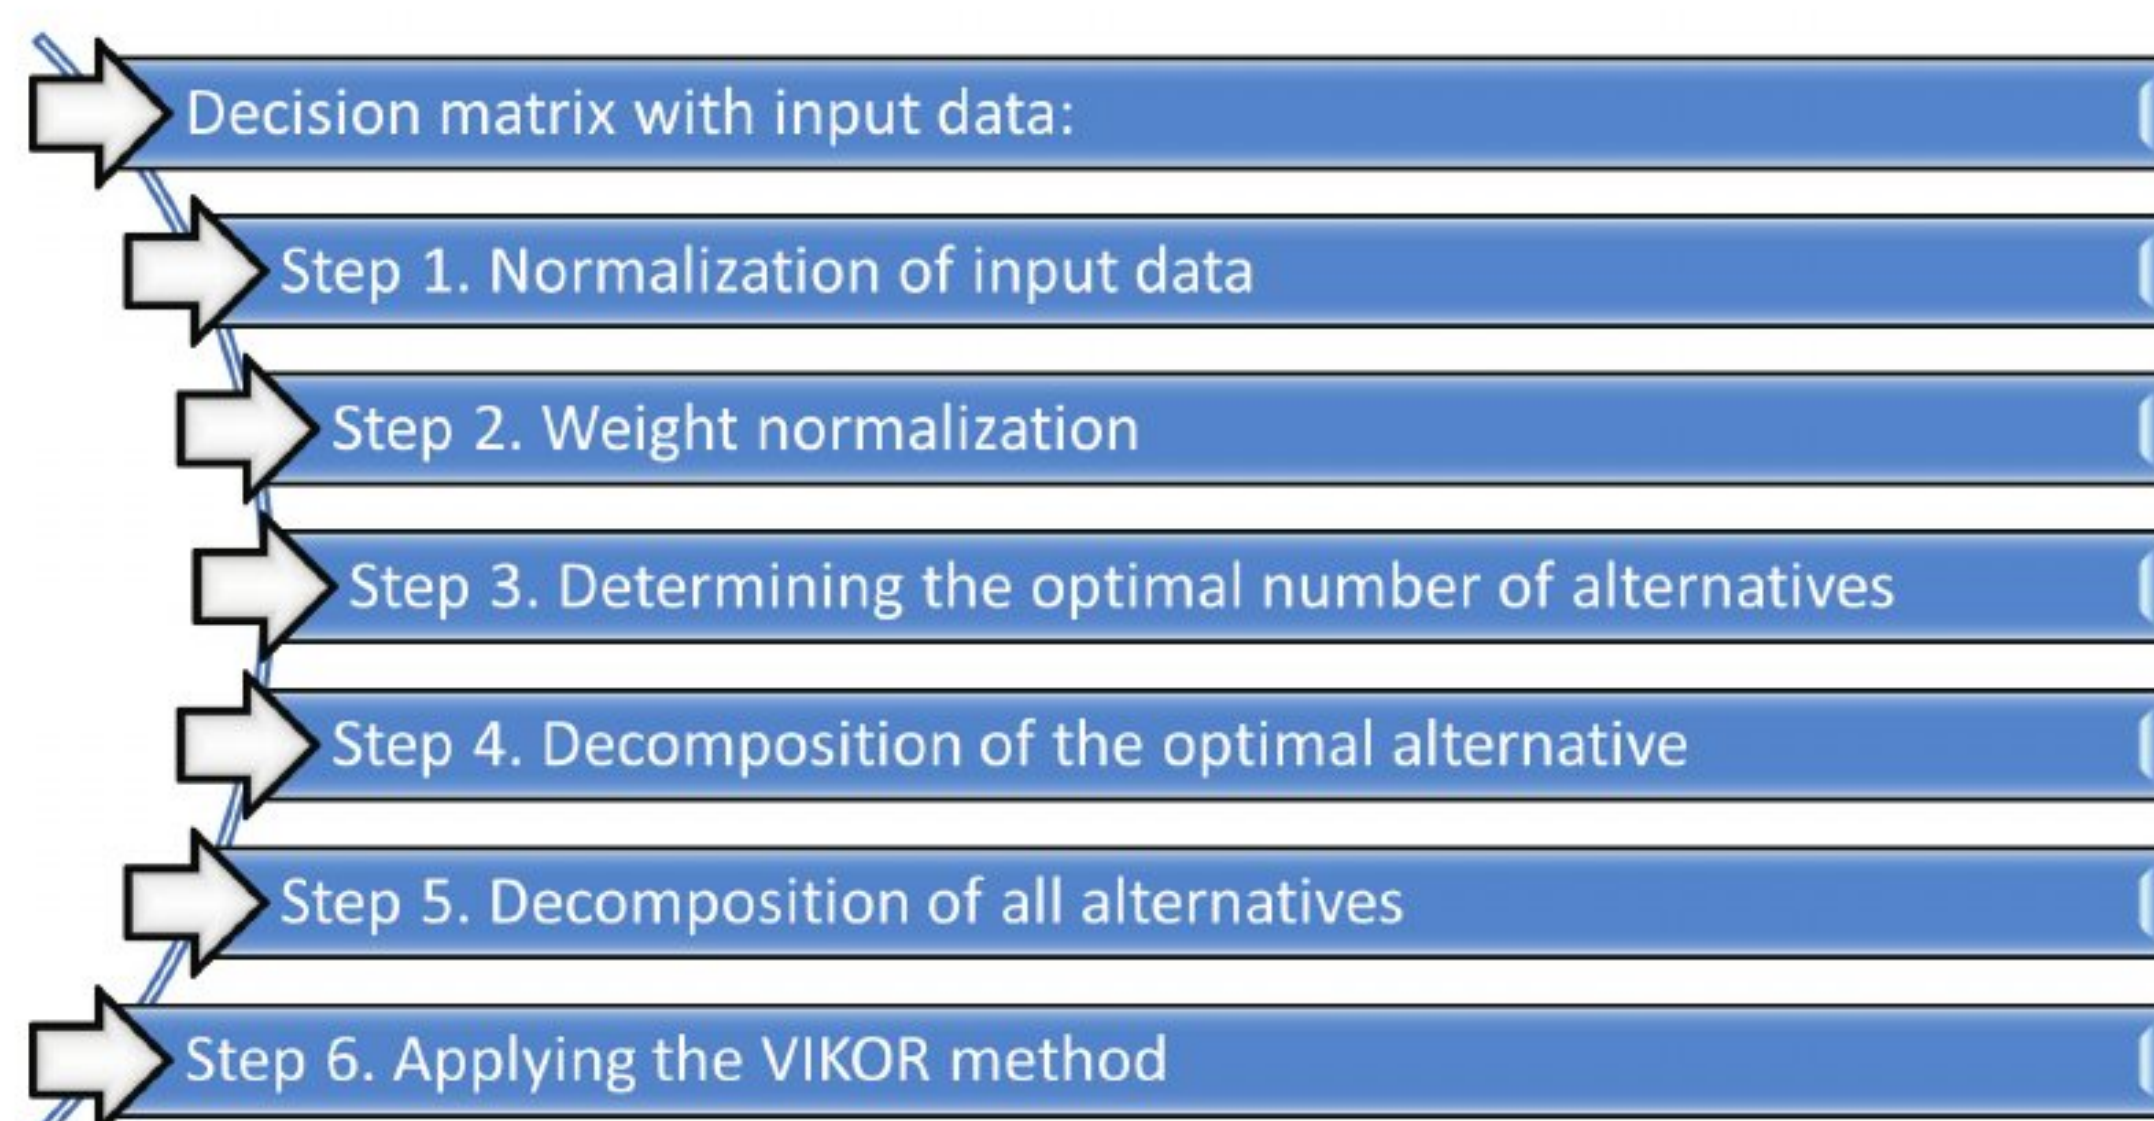 Decision matrix with input data:
Step 1. Normalization of input data
Step 2. Weight normalization
Step 3. Determining the optimal number of alternatives
Step 4. Decomposition of the optimal alternative
Step 5. Decomposition of all alternatives
Step 6. Applying the VIKOR method